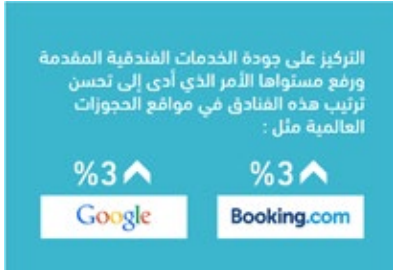 التركيز على جودة الخدمات الفندقية المقدمة
ورفع مستواها الأمر الذي أدى إلى تحسن
ترتيب هذه الفنادق في مواقع الحجوزات
العالمية مثل :
%3 %3
Booking.com Google